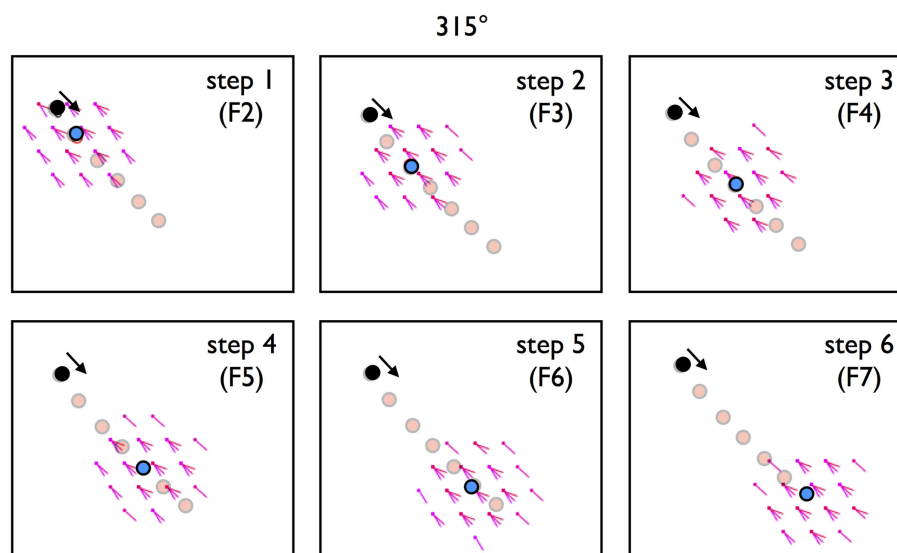 315°
step 1
(F2)
step 2
(F3)
step 3
(F4)
step 4
(F5)
step 5
(F6)
step 6
(F7)